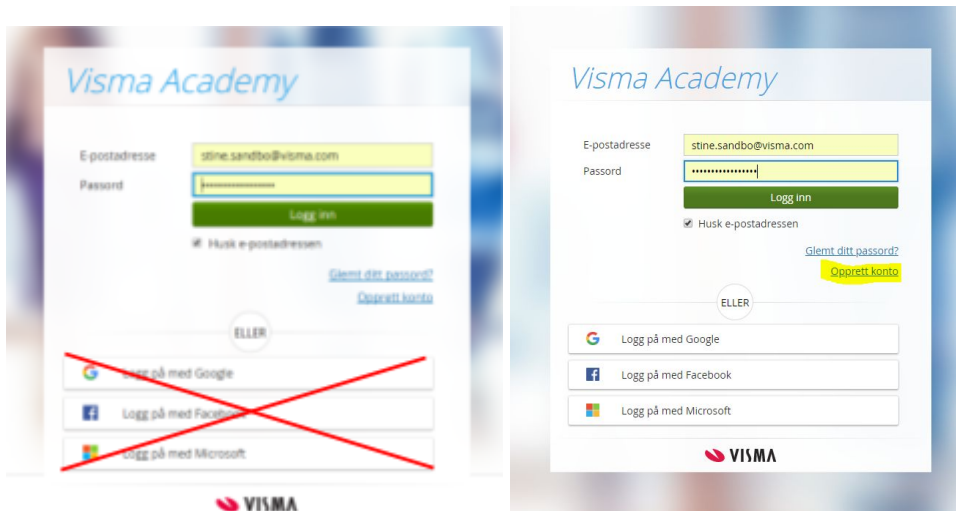 Visma Academy
E-postadresse stine.sandbo@visma.com
Passord
Logg inn
Husk e-postadressen
Glemt ditt passord?
Opprett konto
ELLER
Logg på med Google
Logg på med Facebook
Logg på med Microsoft
VISMA
Visma Academy
E-postadresse stine.sandbo@visma.com
Passord ••••••••••••••••
Logg inn
Husk e-postadressen
Glemt ditt passord?
Opprett konto
ELLER
Logg på med Google
Logg på med Facebook
Logg på med Microsoft
VISMA